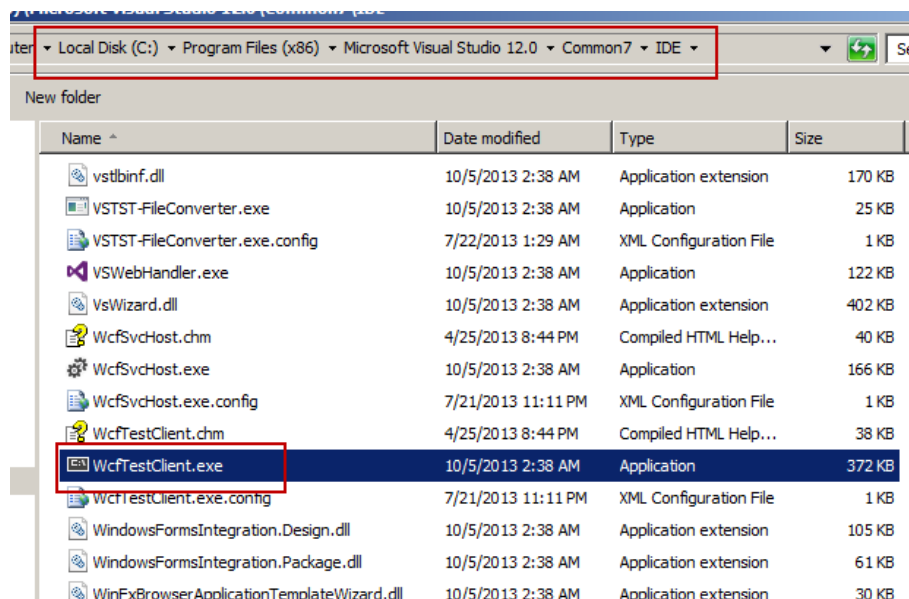 Microsoft Visual Studio 12.0 \Common7 \IDE
Local Disk (C:) Program Files (x86) Microsoft Visual Studio 12.0 Common7 IDE
New folder
Name Date modified Type Size
vstlbinf.dll 10/5/2013 2:38 AM Application extension 170 KB
VSTST-FileConverter.exe 10/5/2013 2:38 AM Application 25 KB
VSTST-FileConverter.exe.config 7/22/2013 1:29 AM XML Configuration File 1 KB
VSWebHandler.exe 10/5/2013 2:38 AM Application 122 KB
VsWizard.dll 10/5/2013 2:38 AM Application extension 402 KB
WcfSvcHost.chm 4/25/2013 8:44 PM Compiled HTML Help... 40 KB
WcfSvcHost.exe 10/5/2013 2:38 AM Application 166 KB
WcfSvcHost.exe.config 7/21/2013 11:11 PM XML Configuration File 1 KB
WcfTestClient.chm 4/25/2013 8:44 PM Compiled HTML Help... 38 KB
WcfTestClient.exe 10/5/2013 2:38 AM Application 372 KB
WcfTestClient.exe.config 7/21/2013 11:11 PM XML Configuration File 1 KB
WindowsFormsIntegration.Design.dll 10/5/2013 2:38 AM Application extension 105 KB
WindowsFormsIntegration.Package.dll 10/5/2013 2:38 AM Application extension 61 KB
WinFxBrowserApplicationTemplateWizard.dll 10/5/2013 2:38 AM Application extension 30 KB